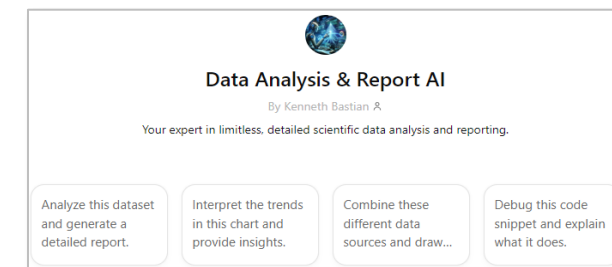 Data Analysis & Report AI
By Kenneth Bastian
Your expert in limitless, detailed scientific data analysis and reporting.
Analyze this dataset
and generate a
detailed report.
Interpret the trends
in this chart and
provide insights.
Combine these
different data
sources and draw...
Debug this code
snippet and explain
what it does.